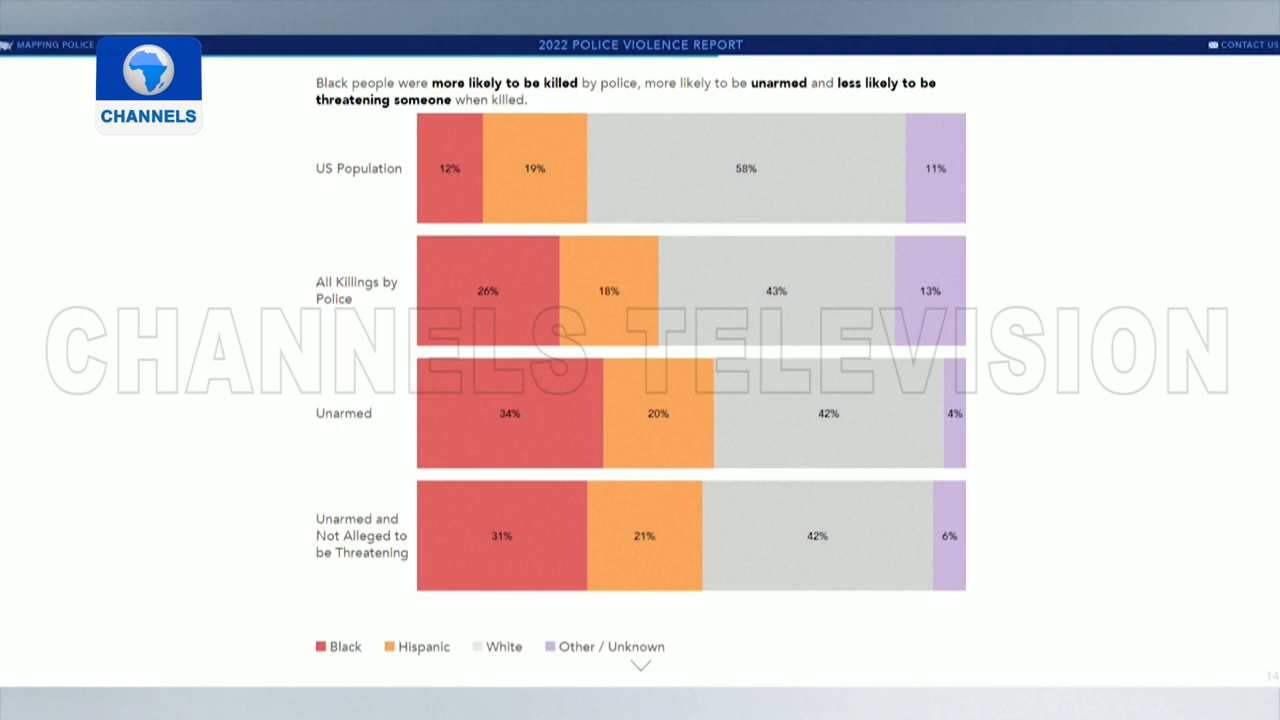 MAPPING POLICE
2022 POLICE VIOLENCE REPORT
CONTACT US
CHANNELS
Black people were more likely to be killed by police, more likely to be unarmed and less likely to be
threatening someone when killed.
US Population
12%
19%
58%
11%
All Killings by
Police
26%
18%
43%
13%
CHANNELS TELEVISION
Unarmed
34%
20%
42%
4%
Unarmed and
Not Alleged to
be Threatening
31%
21%
42%
6%
Black
Hispanic
White
Other / Unknown
14